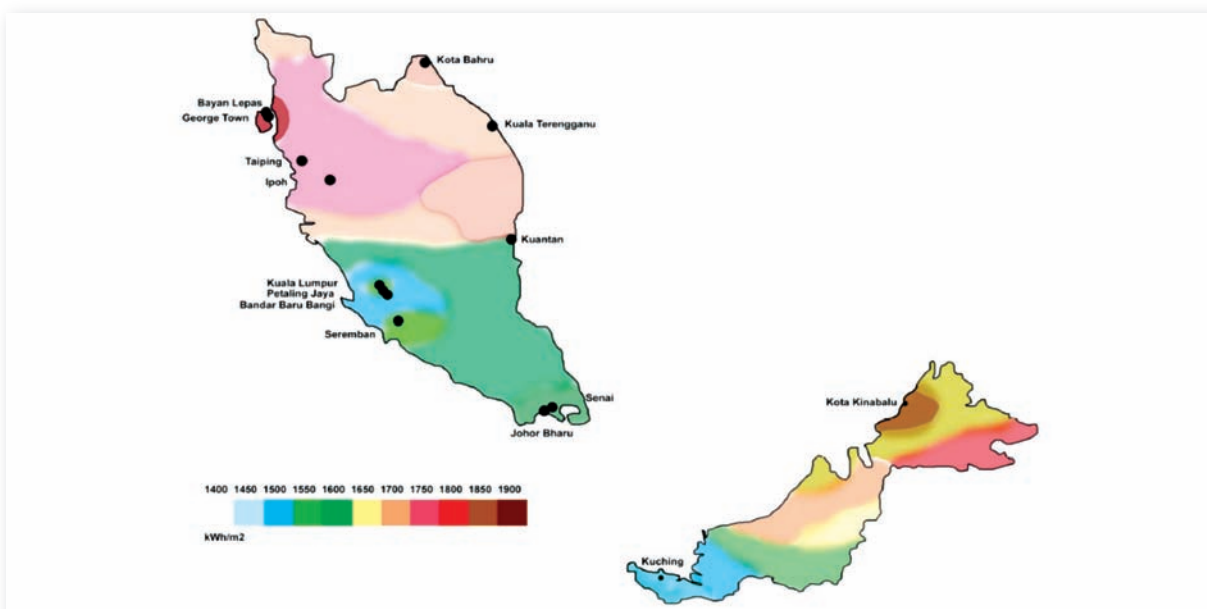 Kota Bahru
Bayan Lepas
George Town
Kuala Terengganu
Taiping
Ipoh
Kuantan
Kuala Lumpur
Petaling Jaya
Bandar Baru Bangi
Seremban
Senai
Johor Bharu
Kota Kinabalu
1400 1450 1500 1550 1600 1650 1700 1750 1800 1850 1900
kWh/m2
Kuching